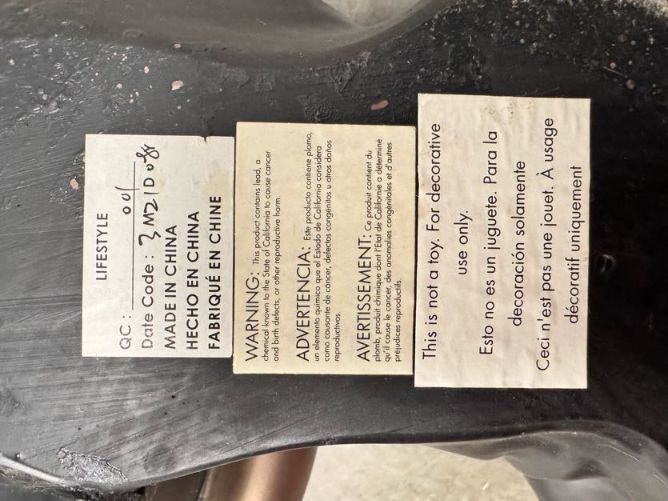 LIFESTYLE
QC: 001
Date Code: 3M21D08r
MADE IN CHINA
HECHO EN CHINA
FABRIQUÉ EN CHINE
WARNING: This product contains lead, a
chemical known to the State of California to cause cancer
and birth defects, or other reproductive harm.
ADVERTENCIA: Este producto contiene plomo,
un elemento químico que el Estado de California considera
como causante de cáncer, defectos congénitos u otros daños
reproductivos.
AVERTISSEMENT: Ce produit contient du
plomb, produit chimique dont l'État de Californie a déterminé
qu'il cause le cancer, des anomalies congénitales et d'autres
préjudices reproductifs.
This is not a toy. For decorative
use only.
Esto no es un juguete. Para la
decoración solamente
Ceci n'est pas une jouet. À usage
décoratif uniquement